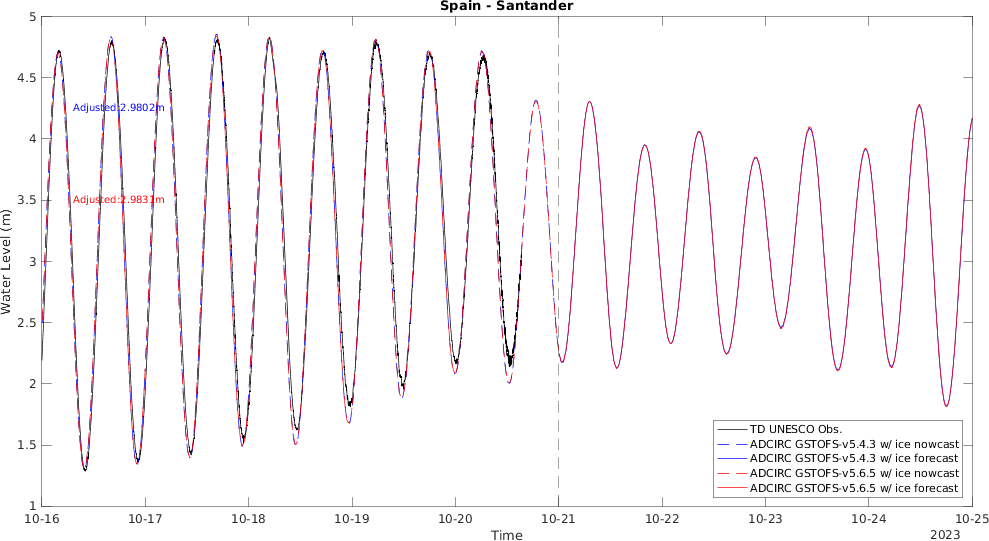 Spain - Santander
5
4.5
Adjusted:2.9802m
4
3.5
Adjusted:2.9831m
3
2.5
2
1.5
1
Water Level (m)
TD UNESCO Obs.
ADCIRC GSTOFS-v5.4.3 w/ ice nowcast
ADCIRC GSTOFS-v5.4.3 w/ ice forecast
ADCIRC GSTOFS-v5.6.5 w/ ice nowcast
ADCIRC GSTOFS-v5.6.5 w/ ice forecast
10-16 10-17 10-18 10-19 10-20 10-21 10-22 10-23 10-24 10-25
Time
2023